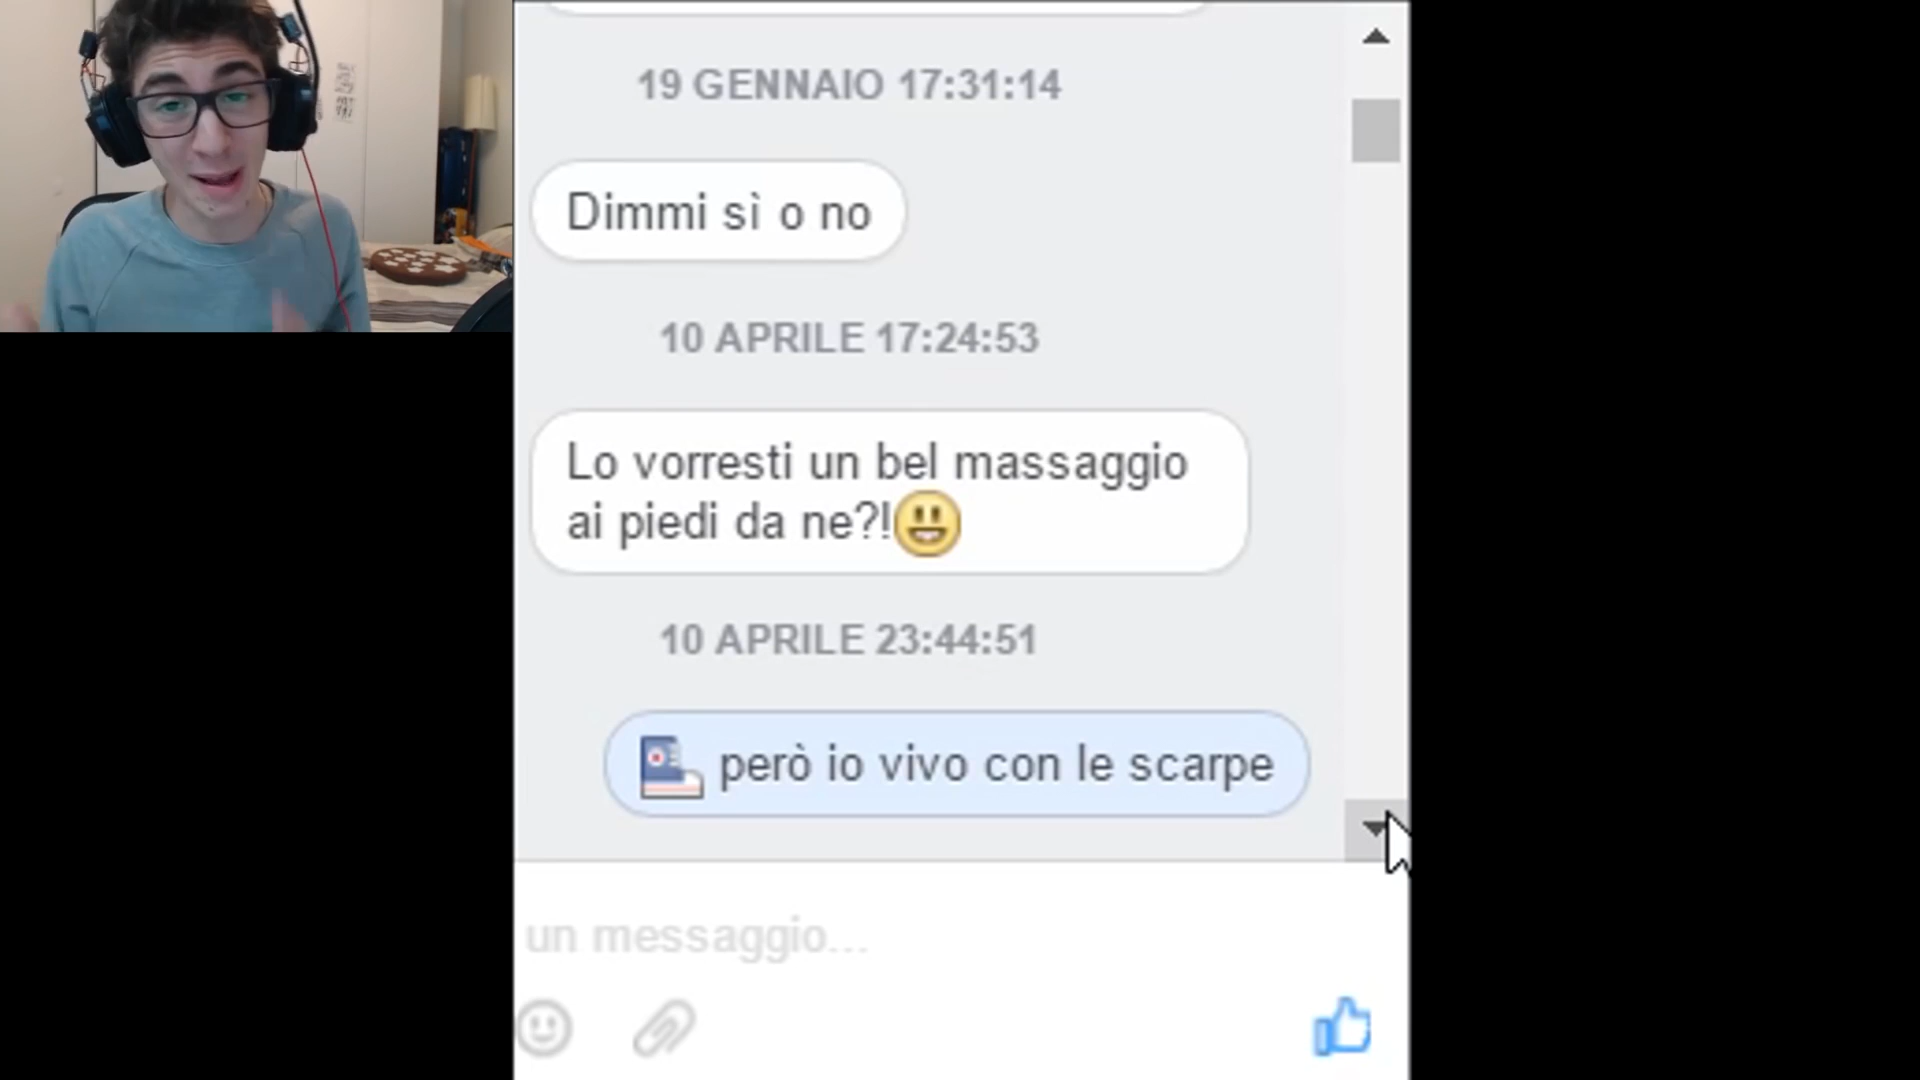 19 GENNAIO 17:31:14
Dimmi sì o no
10 APRILE 17:24:53
Lo vorresti un bel massaggio
ai piedi da ne?!😃
10 APRILE 23:44:51
però io vivo con le scarpe
un messaggio...